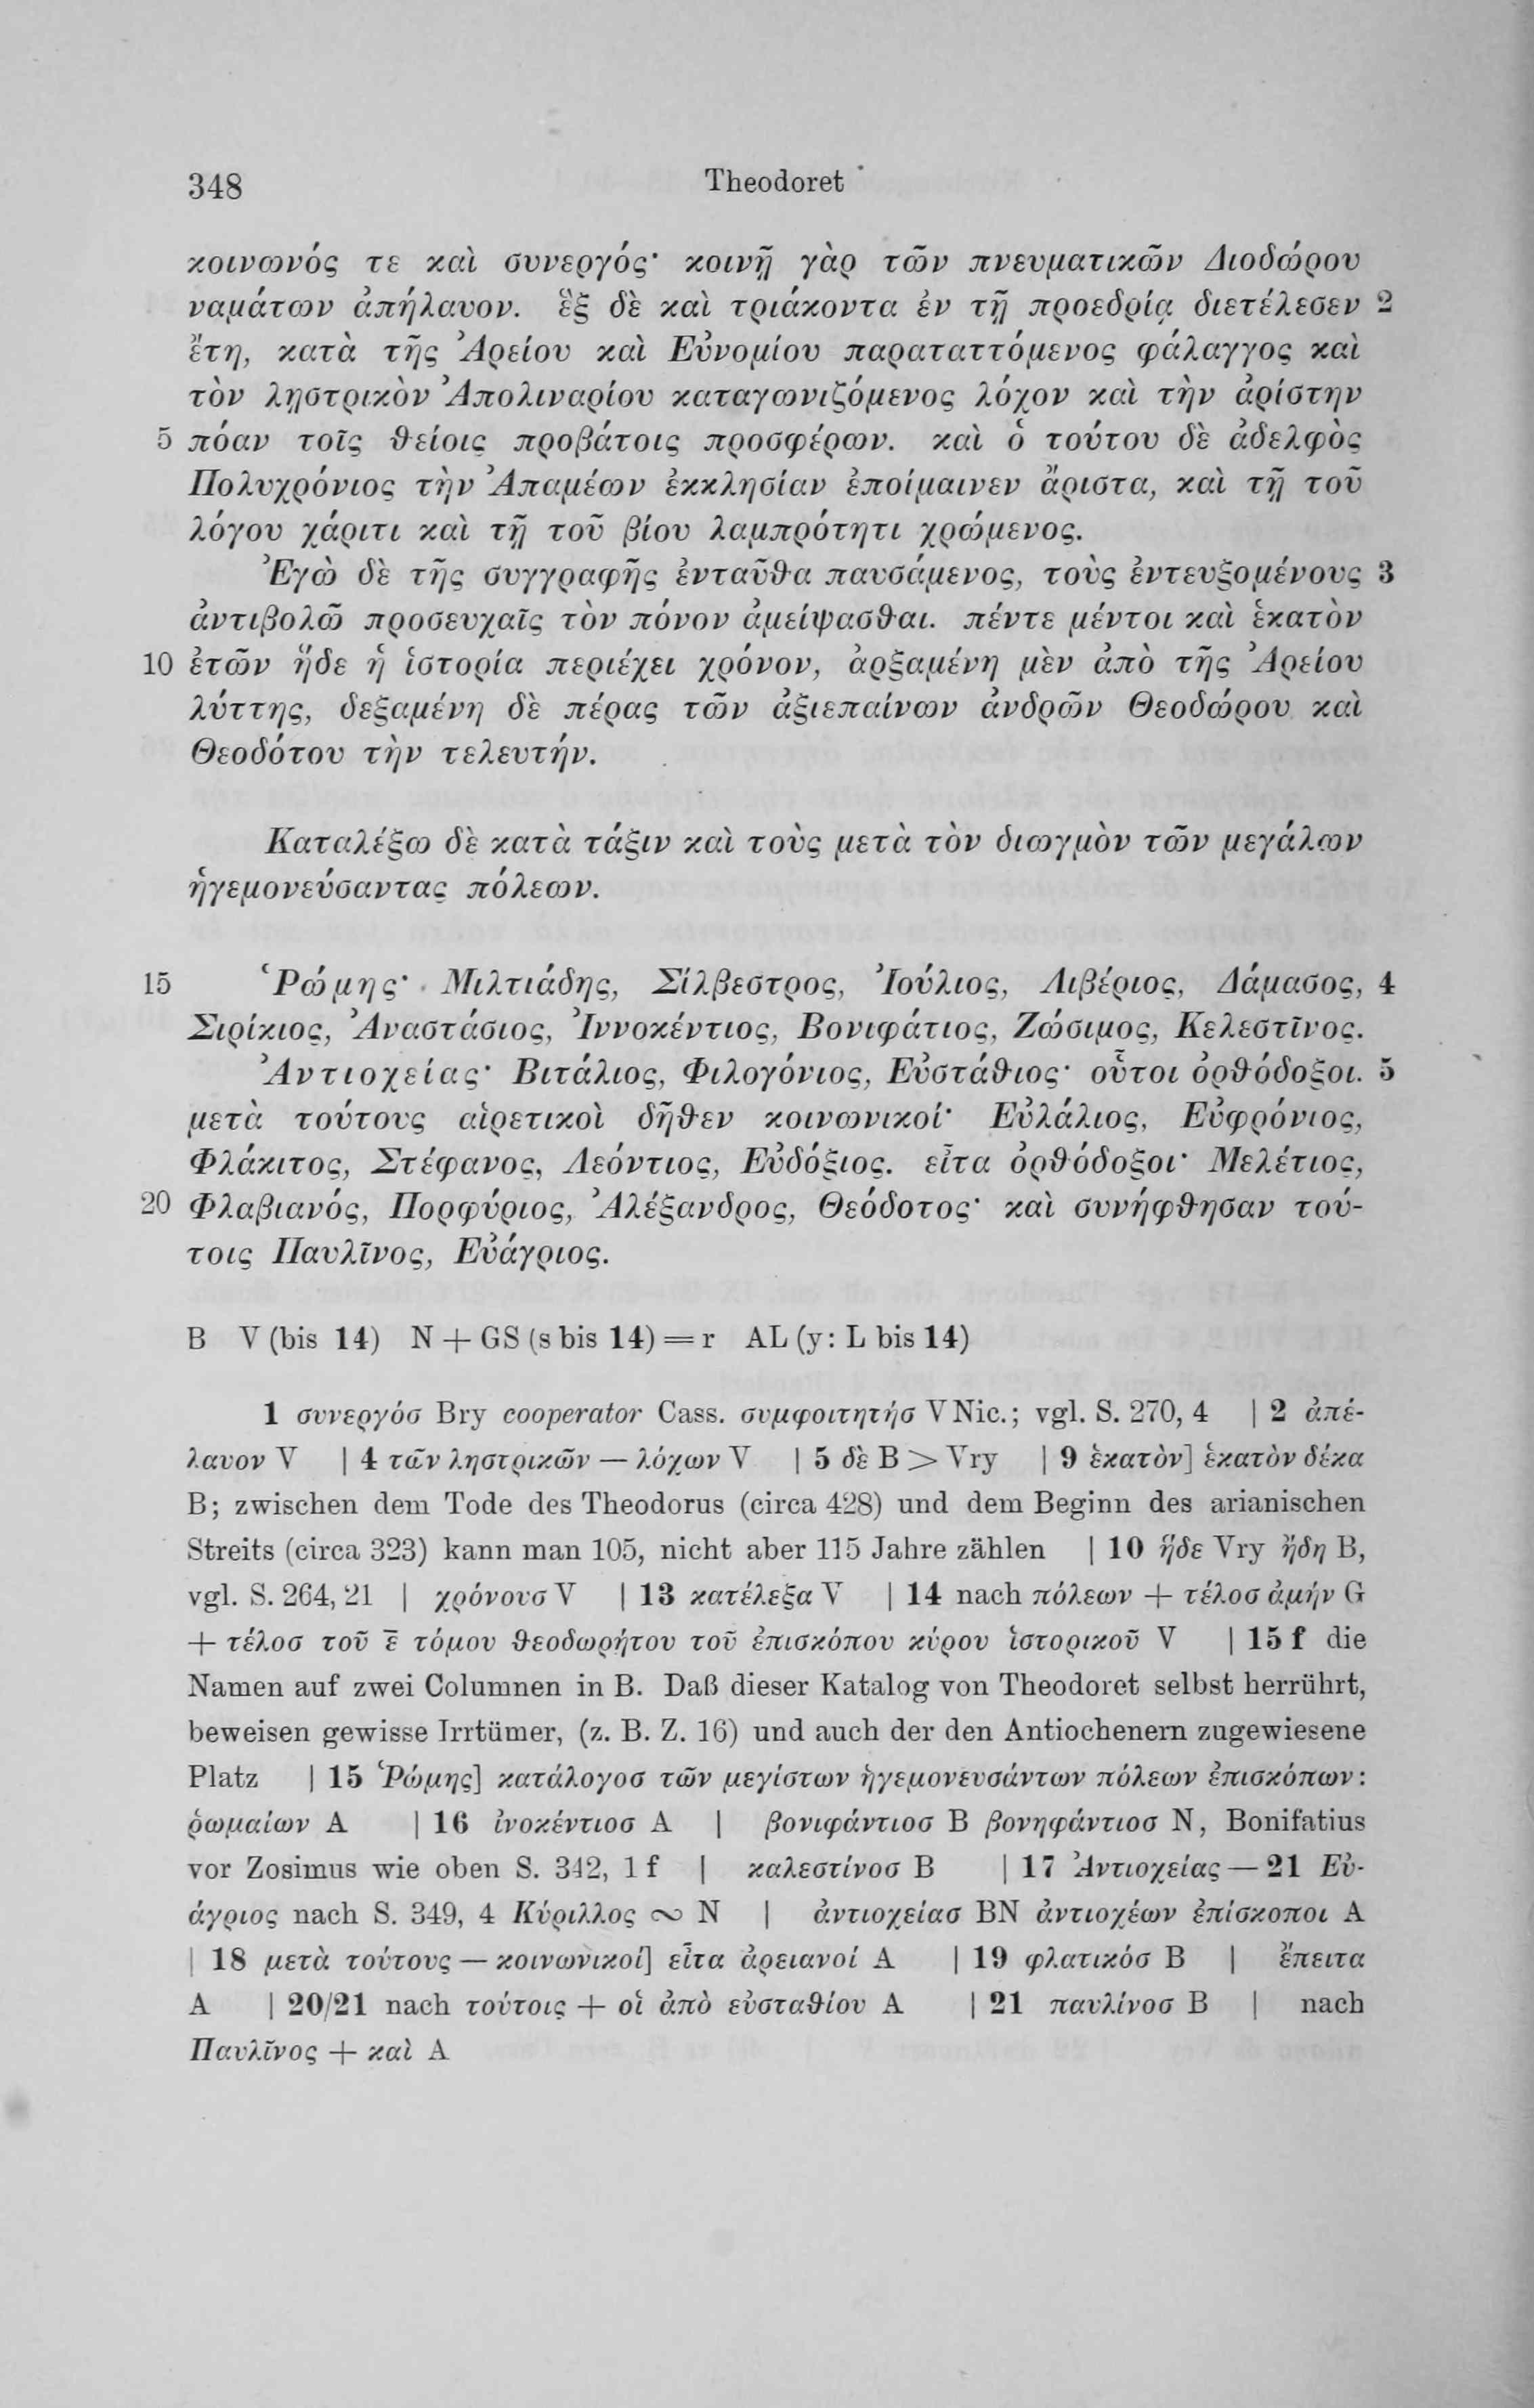 348
Theodoret
κοινωνός τε καὶ συνεργός· κοινῇ γὰρ τῶν πνευματικῶν Διοδώρου
ναμάτων ἀπήλαυον. ἓξ δὲ καὶ τριάκοντα ἐν τῇ προεδρίᾳ διετέλεσεν 2
ἔτη, κατὰ τῆς Ἀρείου καὶ Εὐνομίου παραταττόμενος φάλαγγος καὶ
τὸν λῃστρικὸν Ἀπολιναρίου καταγωνιζόμενος λόχον καὶ τὴν ἀρίστην
5 πόαν τοῖς θείοις προβάτοις προσφέρων. καὶ ὁ τούτου δὲ ἀδελφὸς
Πολυχρόνιος τὴν Ἀπαμέων ἐκκλησίαν ἐποίμαινεν ἄριστα, καὶ τῇ τοῦ
λόγου χάριτι καὶ τῇ τοῦ βίου λαμπρότητι χρώμενος.
Ἐγὼ δὲ τῆς συγγραφῆς ἐνταῦθα παυσάμενος, τοὺς ἐντευξομένους 3
ἀντιβολῶ προσευχαῖς τὸν πόνον ἀμείψασθαι. πέντε μέντοι καὶ ἑκατὸν
10 ἐτῶν ἥδε ἡ ἱστορία περιέχει χρόνον, ἀρξαμένη μὲν ἀπὸ τῆς Ἀρείου
λύττης, δεξαμένη δὲ πέρας τῶν ἀξιεπαίνων ἀνδρῶν Θεοδώρου καὶ
Θεοδότου τὴν τελευτήν.
Καταλέξω δὲ κατὰ τάξιν καὶ τοὺς μετὰ τὸν διωγμὸν τῶν μεγάλων
ἡγεμονεύσαντας πόλεων.
15 Ῥώμης· Μιλτιάδης, Σίλβεστρος, Ἰούλιος, Λιβέριος, Δάμασος, 4
Σιρίκιος, Ἀναστάσιος, Ἰννοκέντιος, Βονιφάτιος, Ζώσιμος, Κελεστῖνος.
Ἀντιοχείας· Βιτάλιος, Φιλογόνιος, Εὐστάθιος· οὗτοι ὀρθόδοξοι. 5
μετὰ τούτους αἱρετικοὶ δῆθεν κοινωνικοί· Εὐλάλιος, Εὐφρόνιος,
Φλάκιτος, Στέφανος, Λεόντιος, Εὐδόξιος. εἶτα ὀρθόδοξοι· Μελέτιος,
20 Φλαβιανός, Πορφύριος, Ἀλέξανδρος, Θεόδοτος· καὶ συνήφθησαν τού-
τοις Παυλῖνος, Εὐάγριος.
B V (bis 14) N + GS (s bis 14) = r AL (y: L bis 14)
1 συνεργόσ Bry cooperator Cass. συμφοιτητήσ V Nic.; vgl. S. 270, 4 | 2 ἀπέ-
λαυον V | 4 τῶν λῃστρικῶν — λόχων V | 5 δὲ B > Vry | 9 ἑκατὸν] ἑκατὸν δέκα
B; zwischen dem Tode des Theodorus (circa 428) und dem Beginn des arianischen
Streits (circa 323) kann man 105, nicht aber 115 Jahre zählen | 10 ἥδε Vry ἤδη B,
vgl. S. 264, 21 | χρόνουσ V | 13 κατέλεξα V | 14 nach πόλεων + τέλοσ ἀμήν G
+ τέλοσ τοῦ ε̄ τόμου θεοδωρήτου τοῦ ἐπισκόπου κύρου ἱστορικοῦ V | 15 f die
Namen auf zwei Columnen in B. Daß dieser Katalog von Theodoret selbst herrührt,
beweisen gewisse Irrtümer, (z. B. Z. 16) und auch der den Antiochenern zugewiesene
Platz | 15 Ῥώμης] κατάλογοσ τῶν μεγίστων ἡγεμονευσάντων πόλεων ἐπισκόπων:
ῥωμαίων A | 16 ἰνοκέντιοσ A | βονιφάντιοσ B βονηφάντιοσ N, Bonifatius
vor Zosimus wie oben S. 342, 1 f | καλεστίνοσ B | 17 Ἀντιοχείας — 21 Εὐ-
άγριος nach S. 349, 4 Κύριλλος ∾ N | ἀντιοχείασ BN ἀντιοχέων ἐπίσκοποι A
| 18 μετὰ τούτους — κοινωνικοί] εἶτα ἀρειανοί A | 19 φλατικόσ B | ἔπειτα
A | 20/21 nach τούτοις + οἱ ἀπὸ εὐσταθίου A | 21 παυλίνοσ B | nach
Παυλῖνος + καὶ A